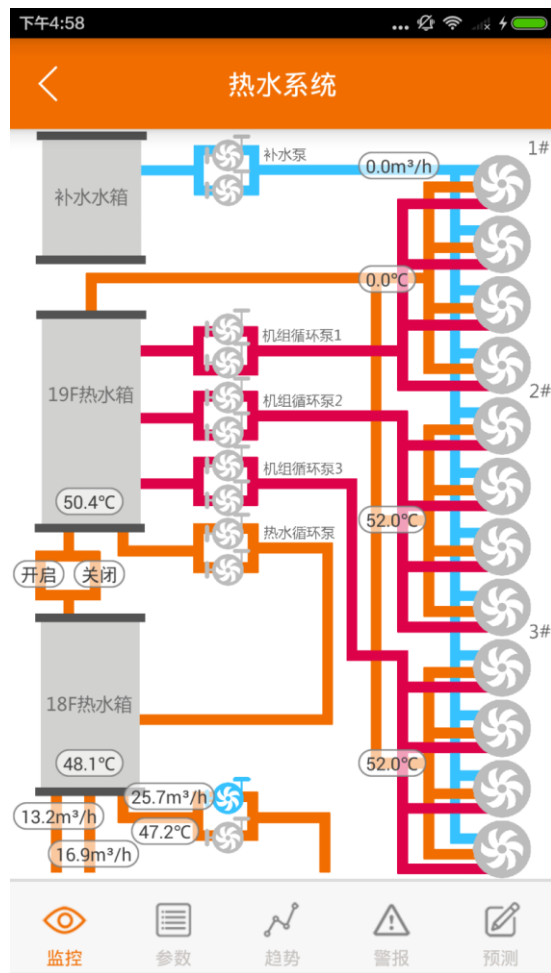 下午4:58
热水系统
补水泵
1#
0.0m³/h
补水水箱
0.0℃
机组循环泵1
19F热水箱
2#
机组循环泵2
机组循环泵3
50.4℃
52.0℃
热水循环泵
开启
关闭
3#
18F热水箱
48.1℃
52.0℃
25.7m³/h
13.2m³/h
47.2℃
16.9m³/h
监控
参数
趋势
警报
预测